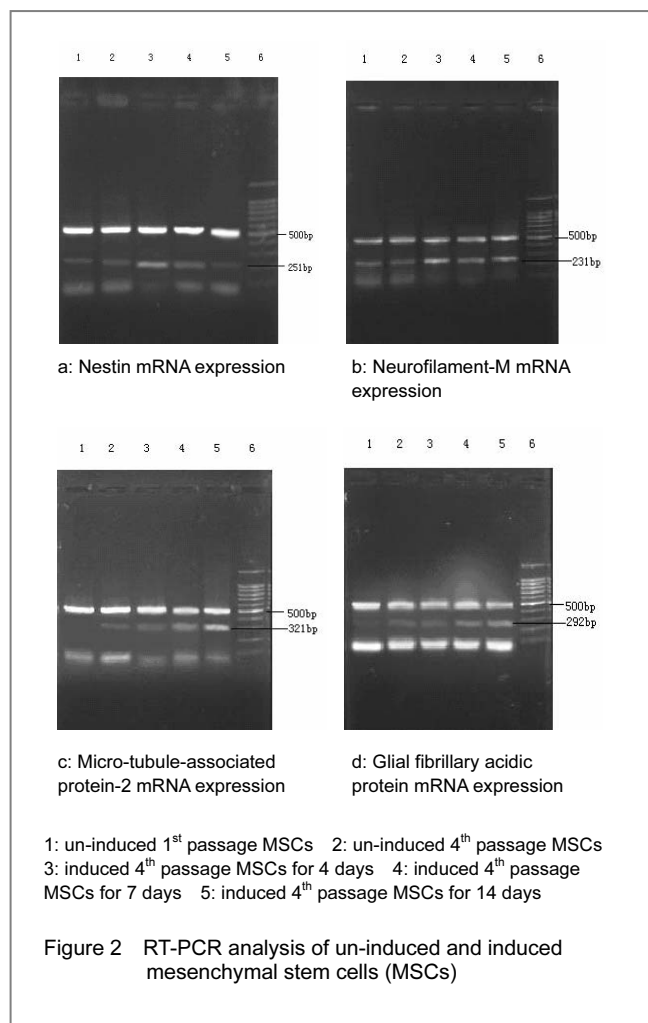 1 2 3 4 5 6
500bp
251bp
a: Nestin mRNA expression
1 2 3 4 5 6
500bp
231bp
b: Neurofilament-M mRNA
expression
1 2 3 4 5 6
500bp
321bp
c: Micro-tubule-associated
protein-2 mRNA expression
1 2 3 4 5 6
500bp
292bp
d: Glial fibrillary acidic
protein mRNA expression
1: un-induced 1st passage MSCs 2: un-induced 4th passage MSCs
3: induced 4th passage MSCs for 4 days 4: induced 4th passage
MSCs for 7 days 5: induced 4th passage MSCs for 14 days
Figure 2 RT-PCR analysis of un-induced and induced
mesenchymal stem cells (MSCs)